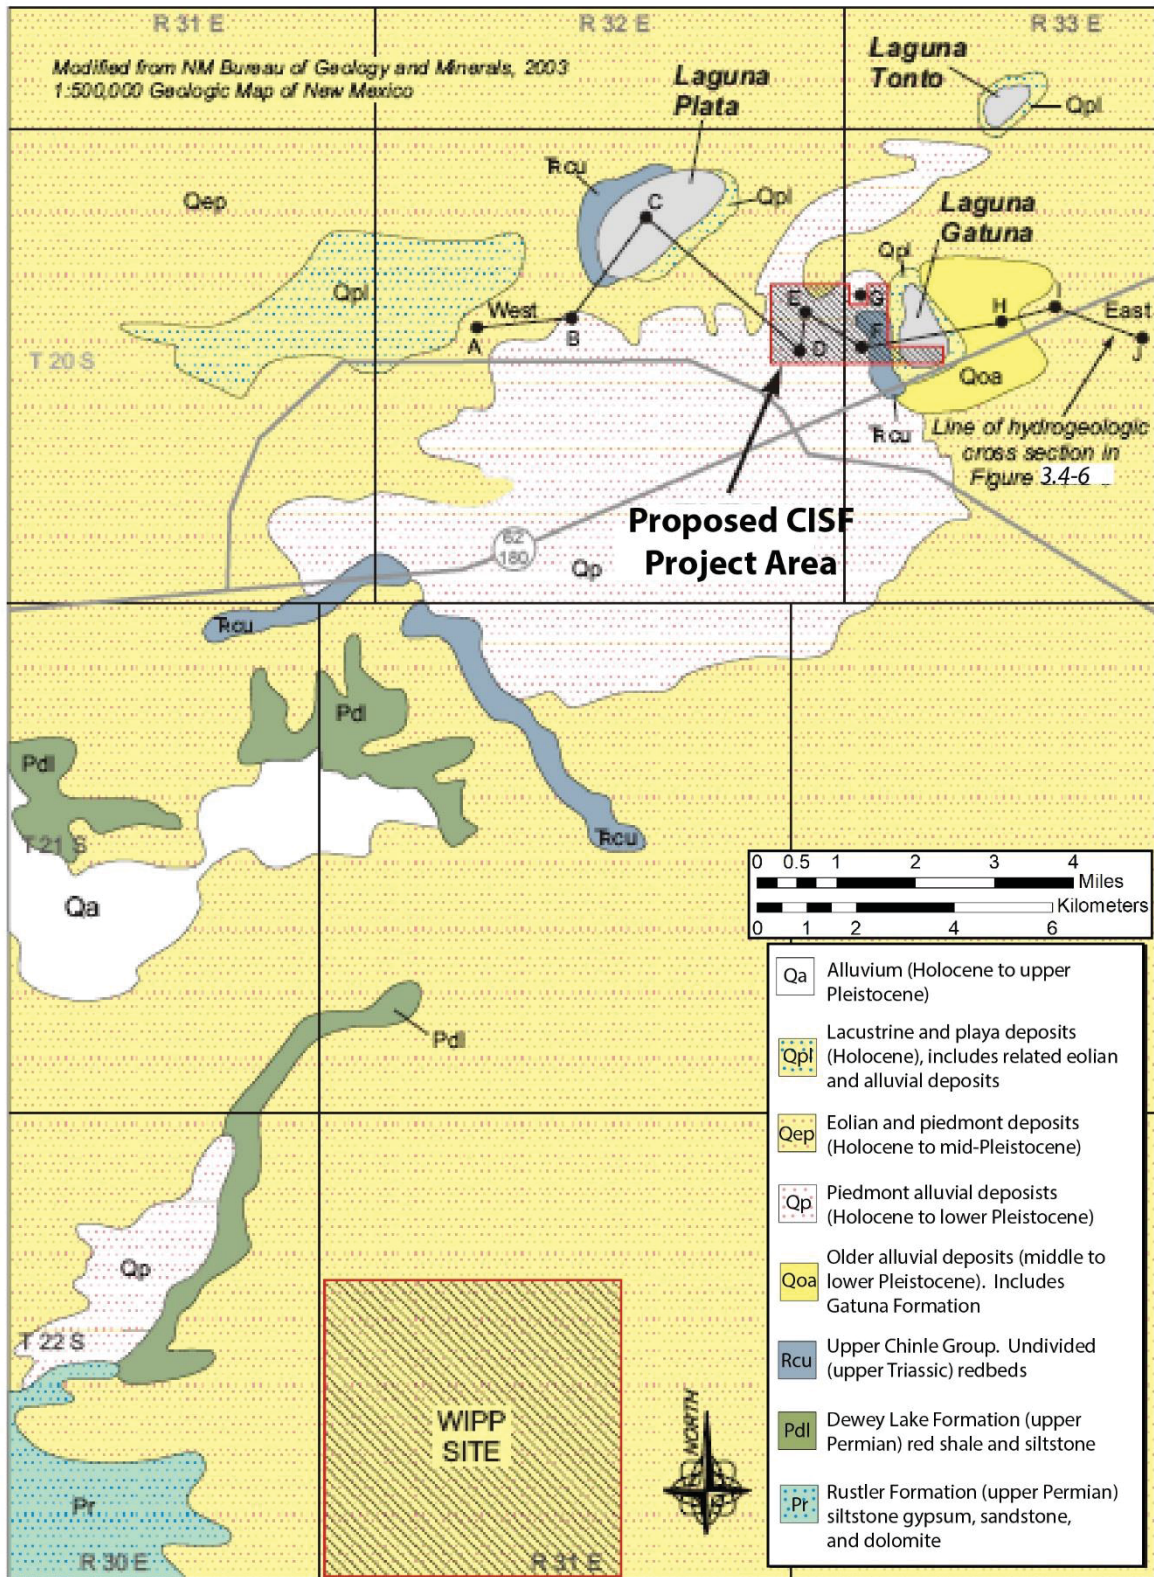 R 31 E
R 32 E
R 33 E
Modified from NM Bureau of Geology and Minerals, 2003
1:500,000 Geologic Map of New Mexico
Laguna
Plata
Laguna
Tonto
Qpl
Ꞃcu
Qep
C
Qpl
Laguna
Gatuna
Qpl
Qpl
West
A
B
E
G
D
F
H
East
J
T 20 S
Qoa
Ꞃcu
Line of hydrogeologic
cross section in
Figure 3.4-6
Proposed CISF
Project Area
62
180
Qp
Ꞃcu
Pdl
Pdl
T 21 S
Ꞃcu
Qa
0 0.5 1 2 3 4
Miles
Kilometers
0 1 2 4 6
Pdl
Qa Alluvium (Holocene to upper
Pleistocene)
Qpl Lacustrine and playa deposits
(Holocene), includes related eolian
and alluvial deposits
Qep Eolian and piedmont deposits
(Holocene to mid-Pleistocene)
Qp Piedmont alluvial deposists
(Holocene to lower Pleistocene)
Qoa Older alluvial deposits (middle to
lower Pleistocene). Includes
Gatuna Formation
Rcu Upper Chinle Group. Undivided
(upper Triassic) redbeds
Pdl Dewey Lake Formation (upper
Permian) red shale and siltstone
Pr Rustler Formation (upper Permian)
siltstone gypsum, sandstone,
and dolomite
Qp
T 22 S
WIPP
SITE
NORTH
Pr
R 30 E
R 31 E